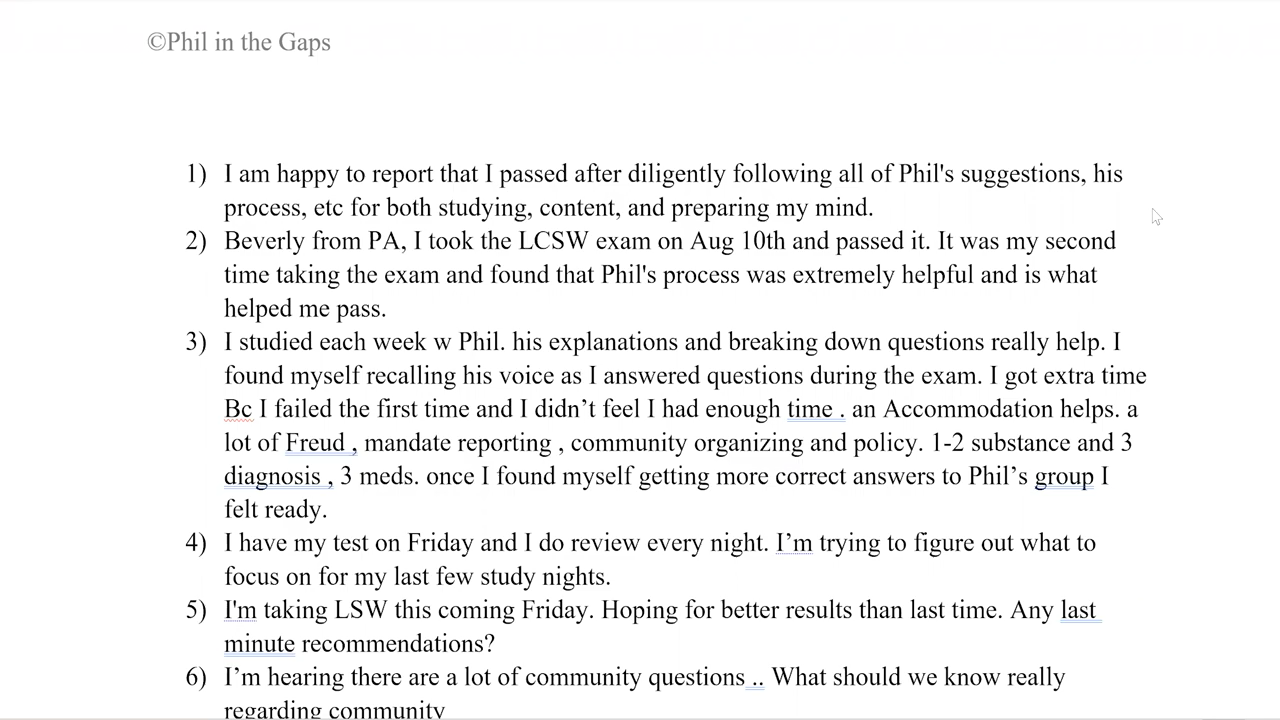 ©Phil in the Gaps
1) I am happy to report that I passed after diligently following all of Phil's suggestions, his
process, etc for both studying, content, and preparing my mind.
2) Beverly from PA, I took the LCSW exam on Aug 10th and passed it. It was my second
time taking the exam and found that Phil's process was extremely helpful and is what
helped me pass.
3) I studied each week w Phil. his explanations and breaking down questions really help. I
found myself recalling his voice as I answered questions during the exam. I got extra time
Bc I failed the first time and I didn’t feel I had enough time . an Accommodation helps. a
lot of Freud , mandate reporting , community organizing and policy. 1-2 substance and 3
diagnosis , 3 meds. once I found myself getting more correct answers to Phil’s group I
felt ready.
4) I have my test on Friday and I do review every night. I’m trying to figure out what to
focus on for my last few study nights.
5) I'm taking LSW this coming Friday. Hoping for better results than last time. Any last
minute recommendations?
6) I’m hearing there are a lot of community questions .. What should we know really
regarding community